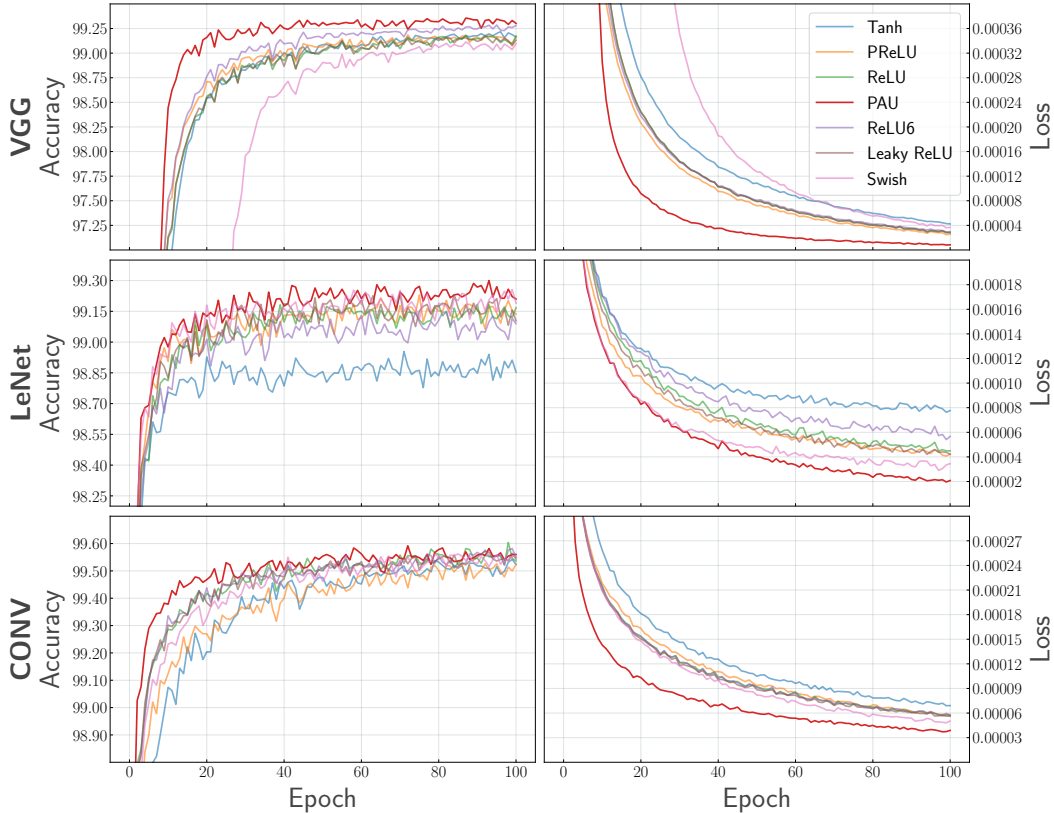 VGG
Accuracy
99.25
99.00
98.75
98.50
98.25
98.00
97.75
97.50
97.25
Tanh
PReLU
ReLU
PAU
ReLU6
Leaky ReLU
Swish
0.00036
0.00032
0.00028
0.00024
0.00020
0.00016
0.00012
0.00008
0.00004
Loss
LeNet
Accuracy
99.30
99.15
99.00
98.85
98.70
98.55
98.40
98.25
0.00018
0.00016
0.00014
0.00012
0.00010
0.00008
0.00006
0.00004
0.00002
Loss
CONV
Accuracy
99.60
99.50
99.40
99.30
99.20
99.10
99.00
98.90
0.00027
0.00024
0.00021
0.00018
0.00015
0.00012
0.00009
0.00006
0.00003
Loss
0 20 40 60 80 100
Epoch
0 20 40 60 80 100
Epoch